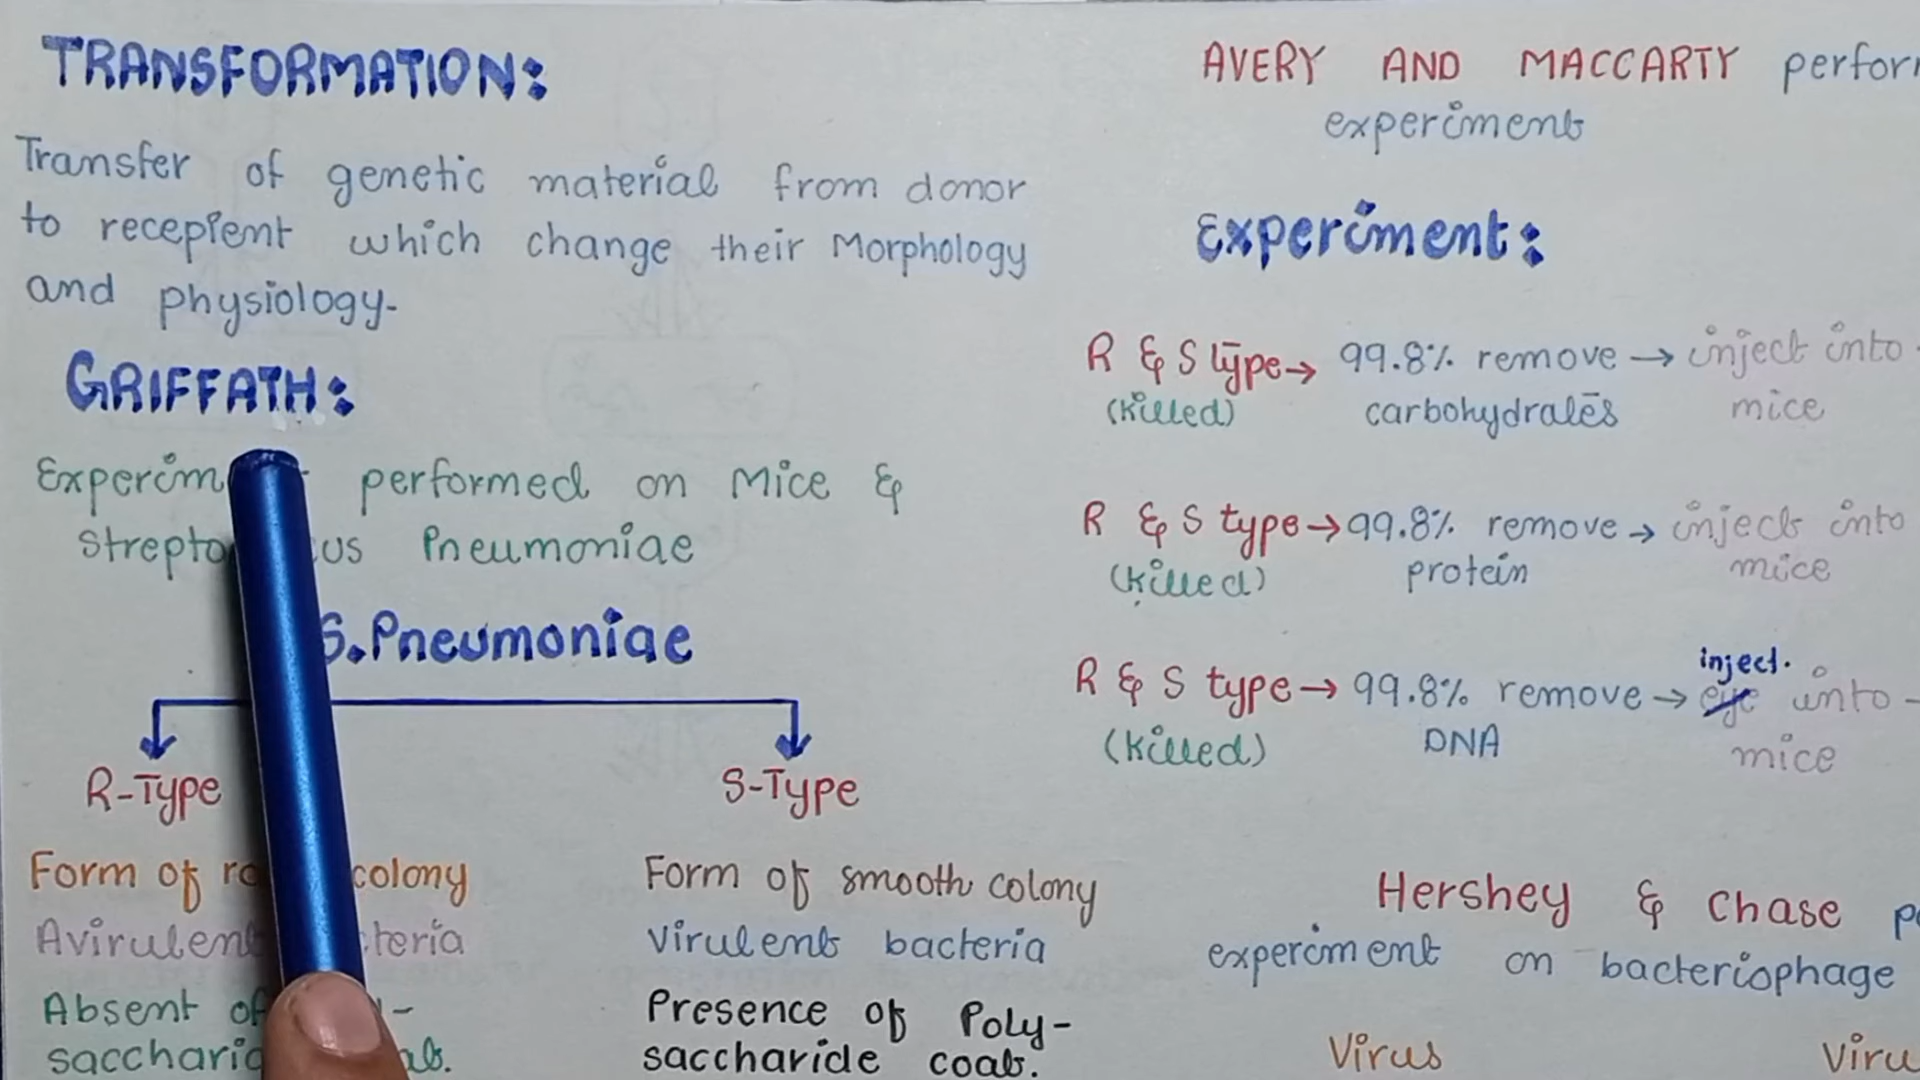 TRANSFORMATION:
Transfer of genetic material from donor
to recepient which change their Morphology
and physiology-
GRIFFATH:
performed on Mice &
Pneumoniae
S.Pneumoniae
R-Type
S-Type
Form of colony
Form of smooth colony
Virulent bacteria
Absent of
Presence of Poly-
saccharide coat.
AVERY AND MACCARTY
experiment
Experiment:
R & S type → 99.8% remove → inject into
(Killed) carbohydrates mice
R & S type → 99.8% remove → inject into
(Killed) protein mice
inject.
R & S type → 99.8% remove → into -
(Killed) DNA mice
Hershey & Chase
experiment on bacteriophage
Virus